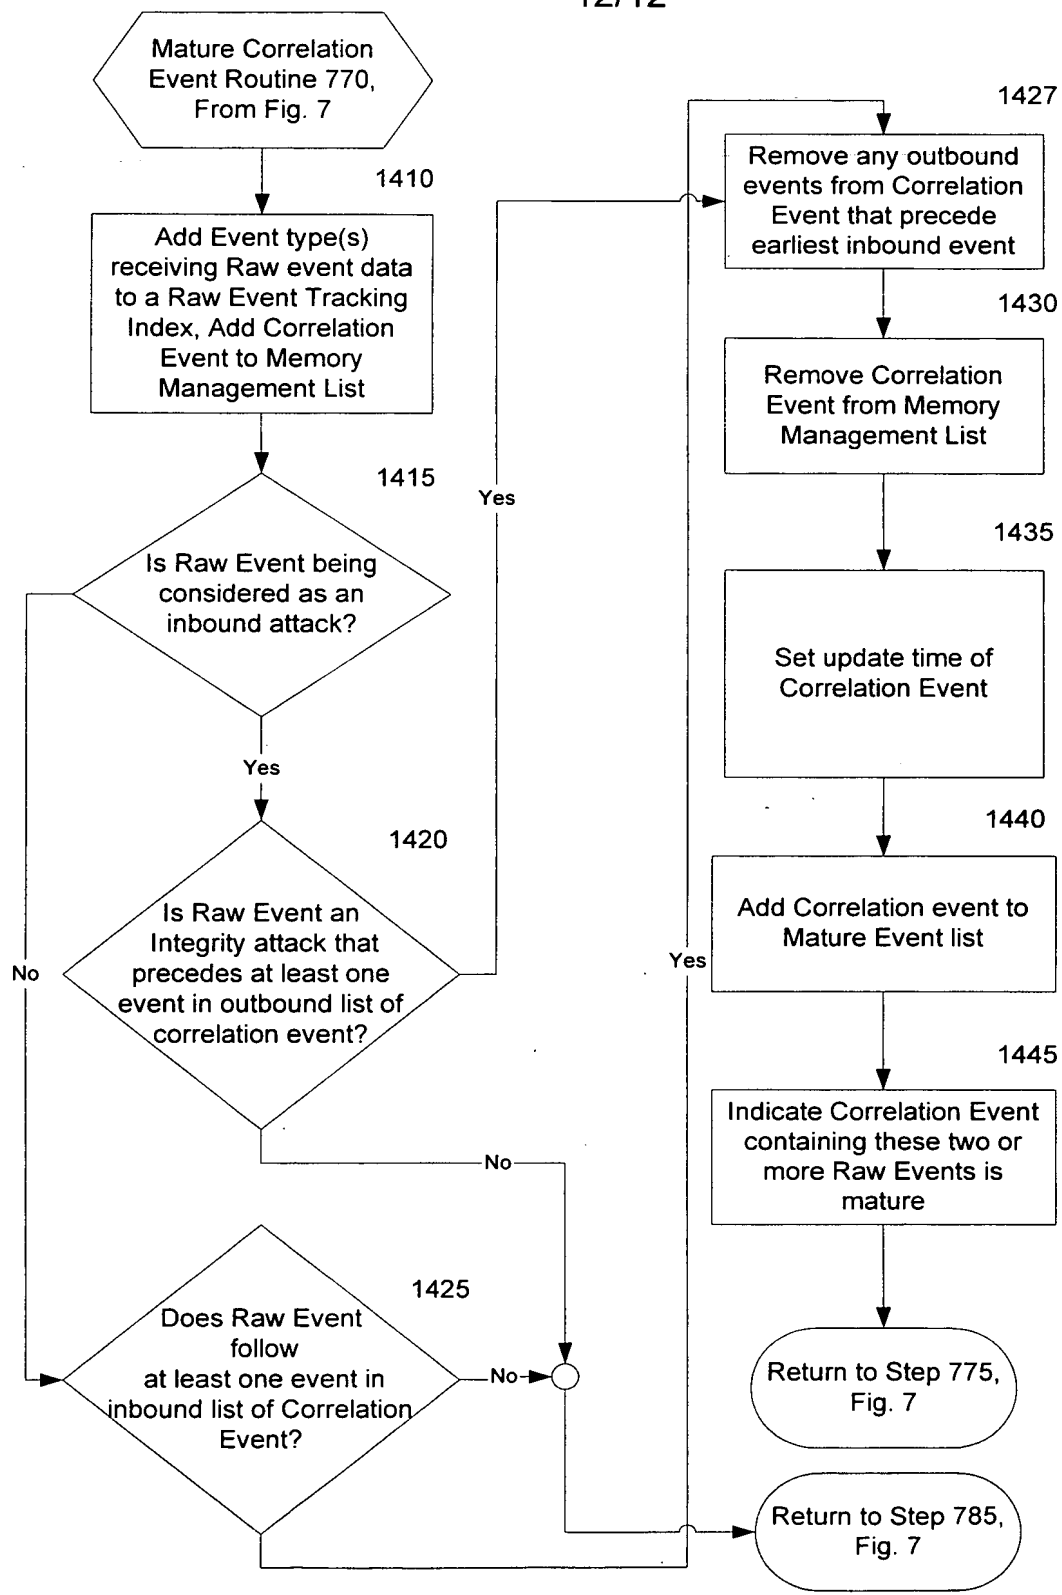 12/12
Mature Correlation
Event Routine 770,
From Fig. 7
1410
Add Event type(s)
receiving Raw event data
to a Raw Event Tracking
Index, Add Correlation
Event to Memory
Management List
1415
Is Raw Event being
considered as an
inbound attack?
Yes
No
1420
Is Raw Event an
Integrity attack that
precedes at least one
event in outbound list of
correlation event?
Yes
No
1425
Does Raw Event
follow
at least one event in
inbound list of Correlation
Event?
No
Yes
1427
Remove any outbound
events from Correlation
Event that precede
earliest inbound event
1430
Remove Correlation
Event from Memory
Management List
1435
Set update time of
Correlation Event
1440
Add Correlation event to
Mature Event list
1445
Indicate Correlation Event
containing these two or
more Raw Events is
mature
Return to Step 775,
Fig. 7
Return to Step 785,
Fig. 7